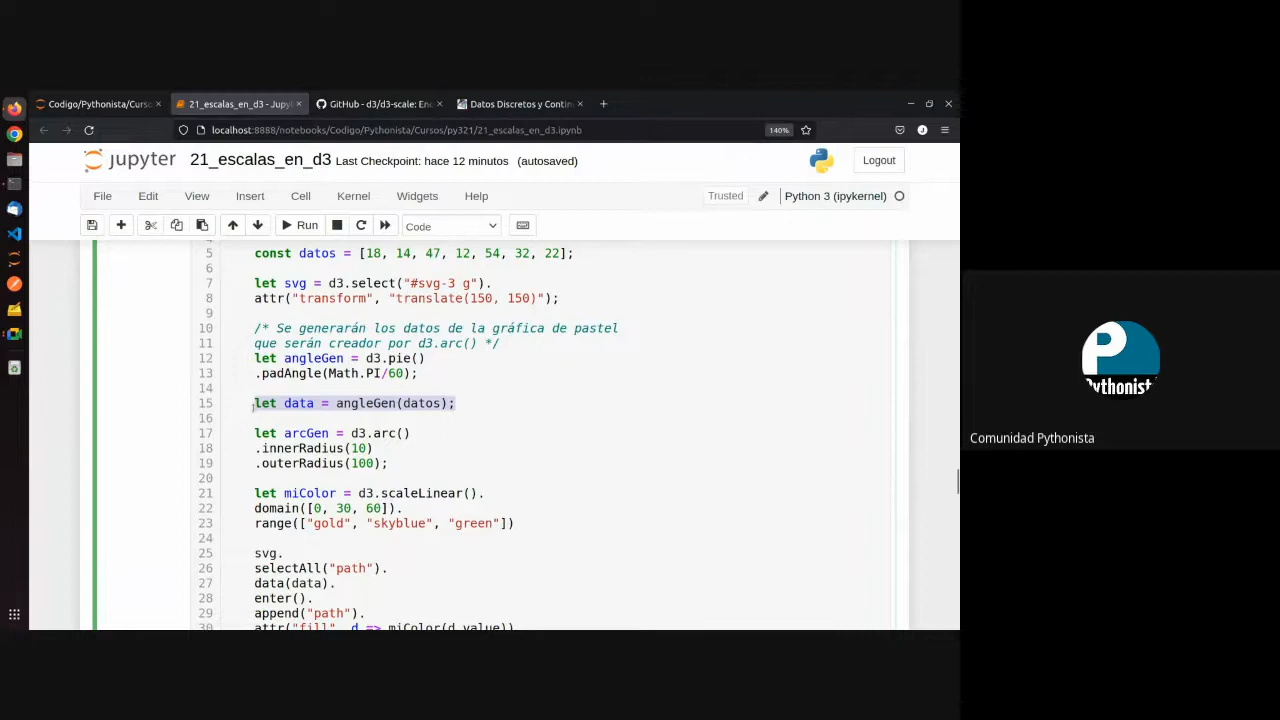 Codigo/Pythonista/Curso
21_escalas_en_d3 - Jupyt
GitHub - d3/d3-scale: Enc
Datos Discretos y Contin
localhost:8888/notebooks/Codigo/Pythonista/Cursos/py321/21_escalas_en_d3.ipynb
140%
jupyter 21_escalas_en_d3 Last Checkpoint: hace 12 minutos (autosaved)
Logout
File Edit View Insert Cell Kernel Widgets Help
Trusted Python 3 (ipykernel)
Run Code
5 const datos = [18, 14, 47, 12, 54, 32, 22];
6
7 let svg = d3.select("#svg-3 g").
8 attr("transform", "translate(150, 150)");
9
10 /* Se generarán los datos de la gráfica de pastel
11 que serán creador por d3.arc() */
12 let angleGen = d3.pie()
13 .padAngle(Math.PI/60);
14
15 let data = angleGen(datos);
16
17 let arcGen = d3.arc()
18 .innerRadius(10)
19 .outerRadius(100);
20
21 let miColor = d3.scaleLinear().
22 domain([0, 30, 60]).
23 range(["gold", "skyblue", "green"])
24
25 svg.
26 selectAll("path").
27 data(data).
28 enter().
29 append("path").
30 attr("fill", d => miColor(d.value)).
Pythonist
Comunidad Pythonista